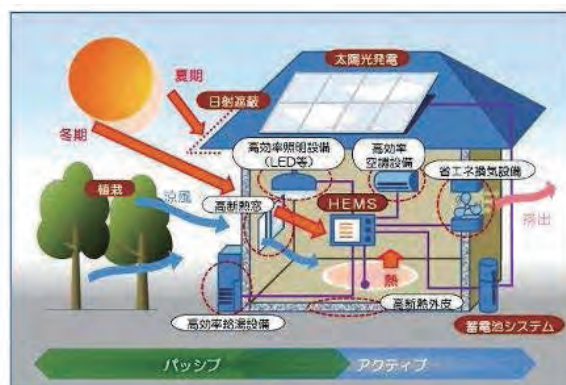 太陽光発電
夏期
日射遮蔽
冬期
高効率照明設備
(LED等)
高効率
空調設備
省エネ換気設備
植栽
涼風
高断熱窓
HEMS
排出
熱
高断熱外皮
高効率給湯設備
蓄電池システム
パッシブ
アクティブ